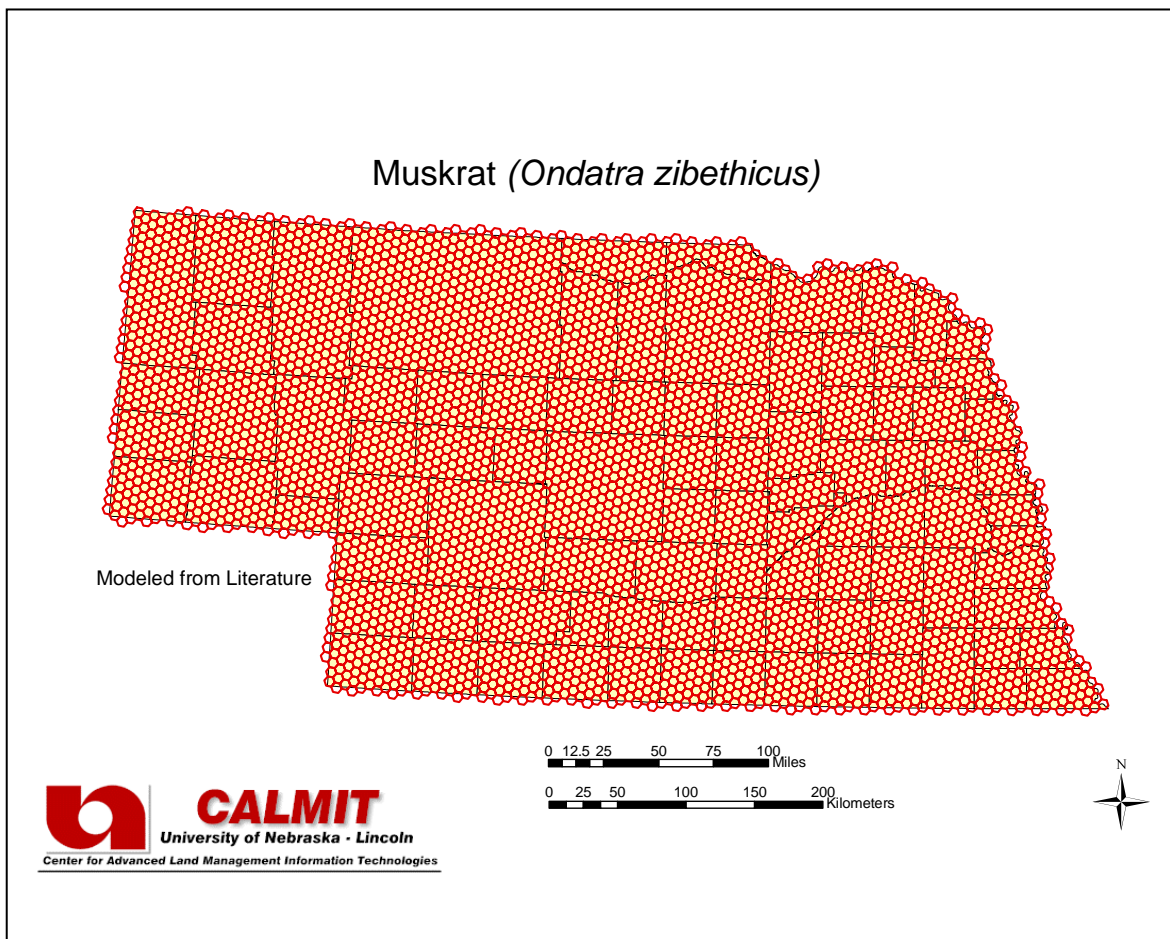 Muskrat (Ondatra zibethicus)
Modeled from Literature
0 12.5 25 50 75 100
Miles
0 25 50 100 150 200
Kilometers
N
CALMIT
University of Nebraska - Lincoln
Center for Advanced Land Management Information Technologies